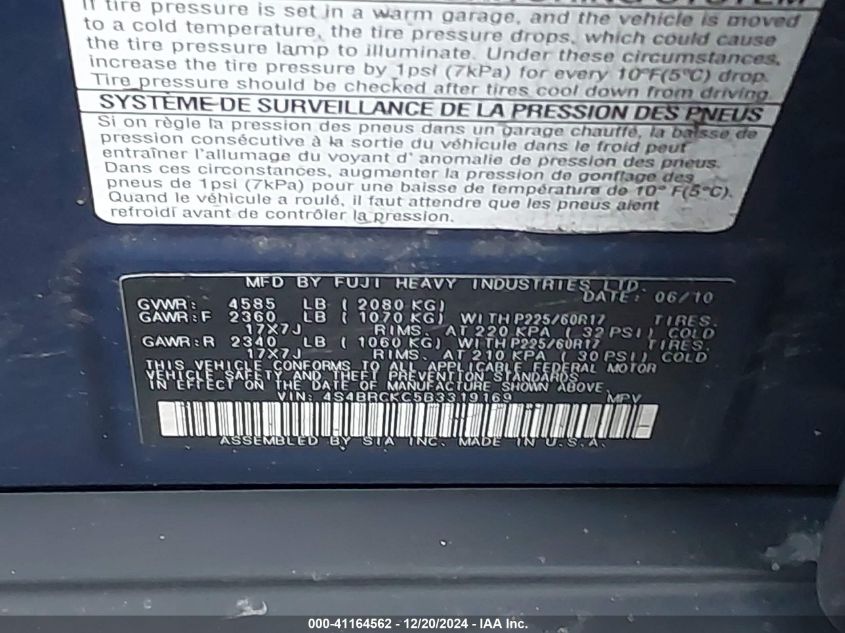 If tire pressure is set in a warm garage, and the vehicle is moved
to a cold temperature, the tire pressure drops, which could cause
the tire pressure lamp to illuminate. Under these circumstances,
increase the tire pressure by 1psi (7kPa) for every 10°F(5°C) drop.
Tire pressure should be checked after tires cool down from driving.
SYSTÈME DE SURVEILLANCE DE LA PRESSION DES PNEUS
Si on règle la pression des pneus dans un garage chauffé, la baisse de
pression consécutive à la sortie du véhicule dans le froid peut
entraîner l'allumage du voyant d' anomalie de pression des pneus.
Dans ces circonstances, augmenter la pression de gonflage des
pneus de 1psi (7kPa) pour une baisse de température de 10° F(5°C).
Quand le véhicule a roulé, il faut attendre que les pneus aient
refroidi avant de contrôler la pression.
MFD BY FUJI HEAVY INDUSTRIES LTD.
DATE: 06/10
GVWR: 4585 LB ( 2080 KG)
GAWR:F 2360 LB ( 1070 KG) WITH P225/60R17 TIRES.
17X7J RIMS. AT 220 KPA ( 32 PSI) COLD
GAWR:R 2340 LB ( 1060 KG) WITH P225/60R17 TIRES.
17X7J RIMS. AT 210 KPA ( 30 PSI) COLD
THIS VEHICLE CONFORMS TO ALL APPLICABLE FEDERAL MOTOR
VEHICLE SAFETY AND THEFT PREVENTION STANDARDS
IN EFFECT ON THE DATE OF MANUFACTURE SHOWN ABOVE.
VIN: 4S4BRCKC5B3319169 MPV
ASSEMBLED BY SIA INC. MADE IN U.S.A.
000-41164562 - 12/20/2024 - IAA Inc.